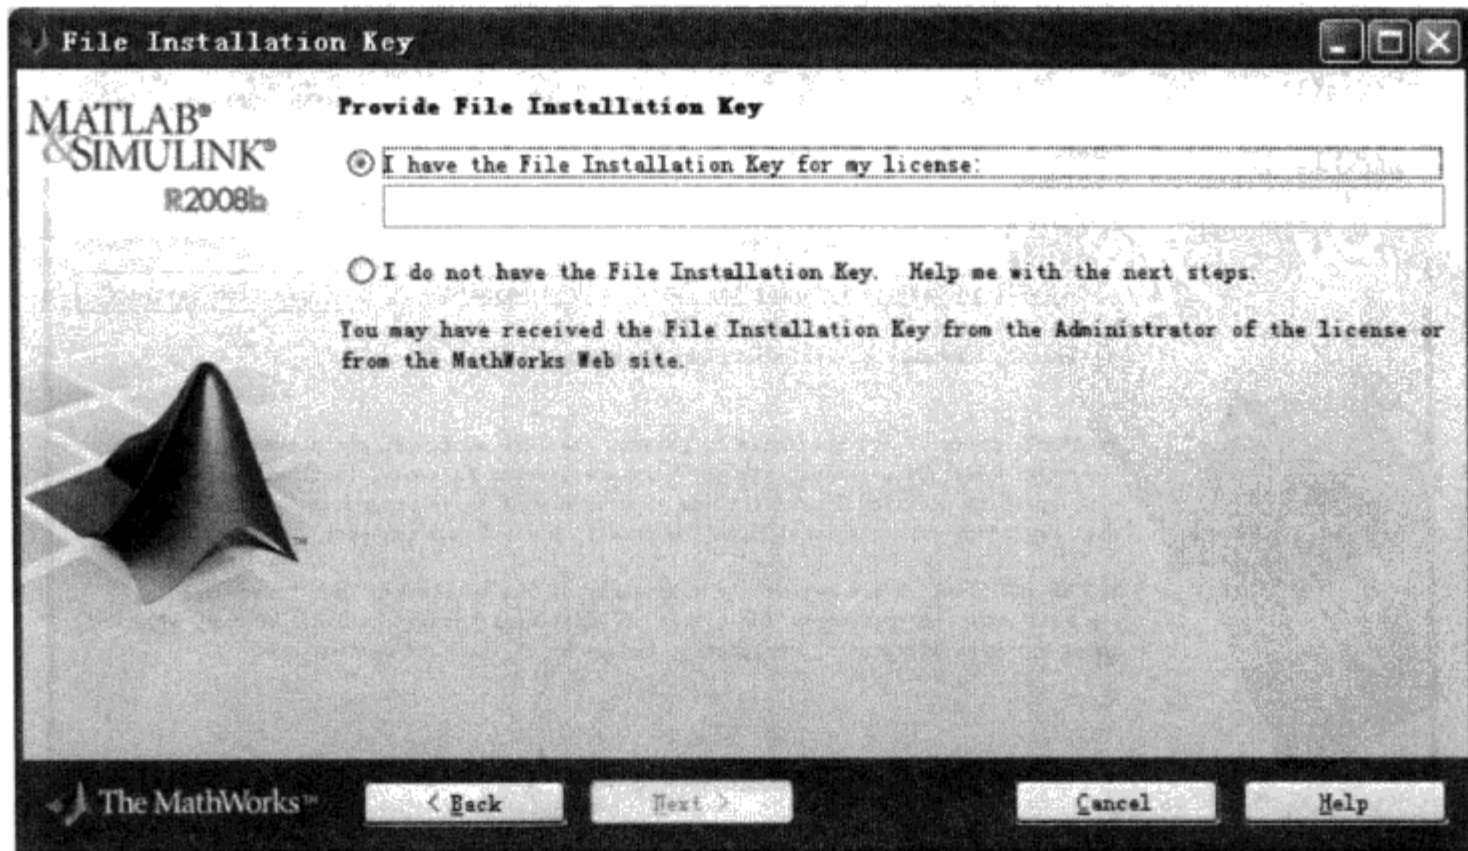 File Installation Key
MATLAB®
&SIMULINK®
R2008b
Provide File Installation Key
I have the File Installation Key for my license:
I do not have the File Installation Key. Help me with the next steps.
You may have received the File Installation Key from the Administrator of the license or
from the MathWorks Web site.
™
The MathWorks™
< Back
Next >
Cancel
Help